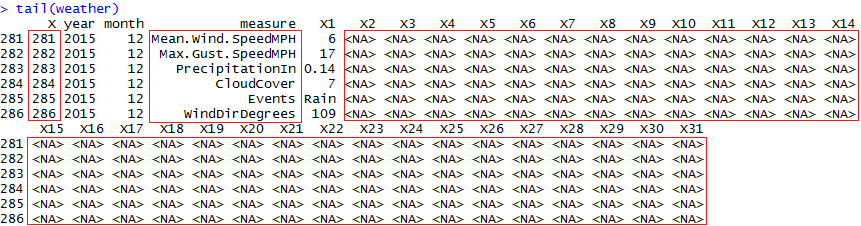 > tail(weather)
X year month measure X1 X2 X3 X4 X5 X6 X7 X8 X9 X10 X11 X12 X13 X14
281 281 2015 12 Mean.Wind.SpeedMPH 6 <NA> <NA> <NA> <NA> <NA> <NA> <NA> <NA> <NA> <NA> <NA> <NA> <NA>
282 282 2015 12 Max.Gust.SpeedMPH 17 <NA> <NA> <NA> <NA> <NA> <NA> <NA> <NA> <NA> <NA> <NA> <NA> <NA>
283 283 2015 12 PrecipitationIn 0.14 <NA> <NA> <NA> <NA> <NA> <NA> <NA> <NA> <NA> <NA> <NA> <NA> <NA>
284 284 2015 12 CloudCover 7 <NA> <NA> <NA> <NA> <NA> <NA> <NA> <NA> <NA> <NA> <NA> <NA> <NA>
285 285 2015 12 Events Rain <NA> <NA> <NA> <NA> <NA> <NA> <NA> <NA> <NA> <NA> <NA> <NA> <NA>
286 286 2015 12 WindDirDegrees 109 <NA> <NA> <NA> <NA> <NA> <NA> <NA> <NA> <NA> <NA> <NA> <NA> <NA>
X15 X16 X17 X18 X19 X20 X21 X22 X23 X24 X25 X26 X27 X28 X29 X30 X31
281 <NA> <NA> <NA> <NA> <NA> <NA> <NA> <NA> <NA> <NA> <NA> <NA> <NA> <NA> <NA> <NA> <NA>
282 <NA> <NA> <NA> <NA> <NA> <NA> <NA> <NA> <NA> <NA> <NA> <NA> <NA> <NA> <NA> <NA> <NA>
283 <NA> <NA> <NA> <NA> <NA> <NA> <NA> <NA> <NA> <NA> <NA> <NA> <NA> <NA> <NA> <NA> <NA>
284 <NA> <NA> <NA> <NA> <NA> <NA> <NA> <NA> <NA> <NA> <NA> <NA> <NA> <NA> <NA> <NA> <NA>
285 <NA> <NA> <NA> <NA> <NA> <NA> <NA> <NA> <NA> <NA> <NA> <NA> <NA> <NA> <NA> <NA> <NA>
286 <NA> <NA> <NA> <NA> <NA> <NA> <NA> <NA> <NA> <NA> <NA> <NA> <NA> <NA> <NA> <NA> <NA>